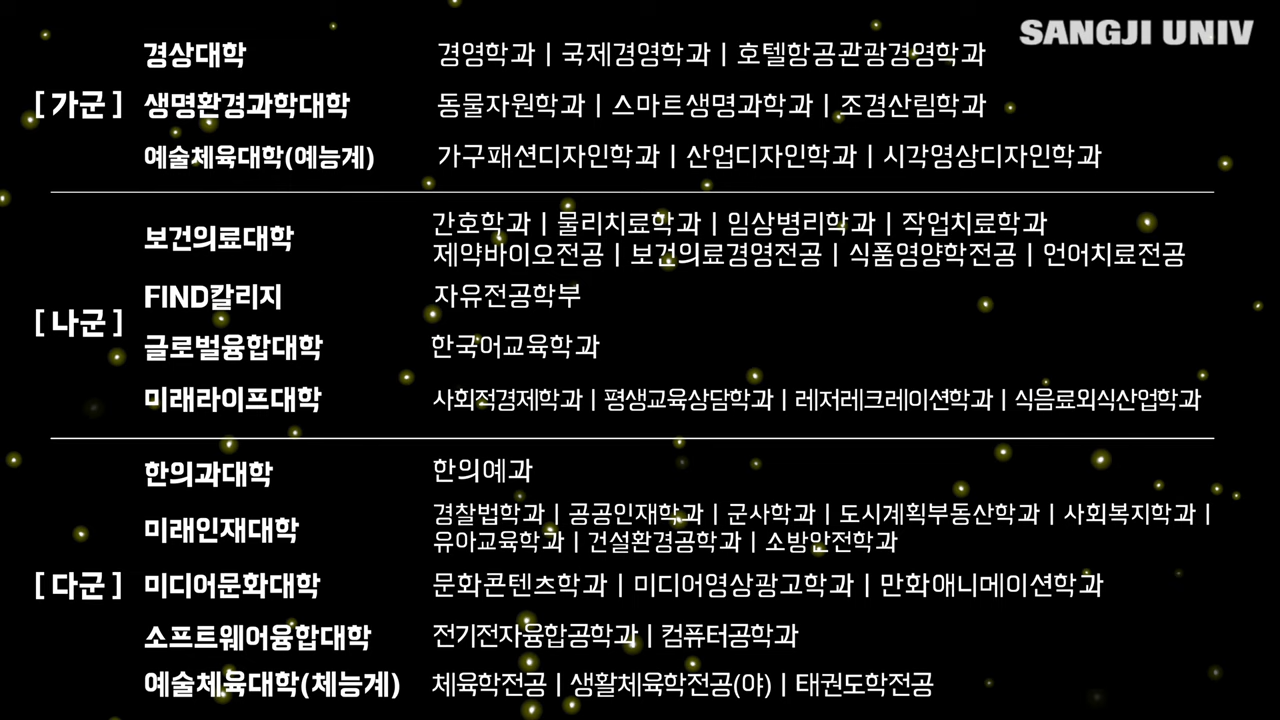 SANGJI UNIV
경상대학 경영학과 | 국제경영학과 | 호텔항공관광경영학과
[ 가군 ] 생명환경과학대학 동물자원학과 | 스마트생명과학과 | 조경산림학과
예술체육대학(예능계) 가구패션디자인학과 | 산업디자인학과 | 시각영상디자인학과
보건의료대학 간호학과 | 물리치료학과 | 임상병리학과 | 작업치료학과
제약바이오전공 | 보건의료경영전공 | 식품영양학전공 | 언어치료전공
FIND칼리지 자유전공학부
[ 나군 ]
글로벌융합대학 한국어교육학과
미래라이프대학 사회적경제학과 | 평생교육상담학과 | 레저레크레이션학과 | 식음료외식산업학과
한의과대학 한의예과
미래인재대학 경찰법학과 | 공공인재학과 | 군사학과 | 도시계획부동산학과 | 사회복지학과 |
유아교육학과 | 건설환경공학과 | 소방안전학과
[ 다군 ] 미디어문화대학 문화콘텐츠학과 | 미디어영상광고학과 | 만화애니메이션학과
소프트웨어융합대학 전기전자융합공학과 | 컴퓨터공학과
예술체육대학(체능계) 체육학전공 | 생활체육학전공(야) | 태권도학전공